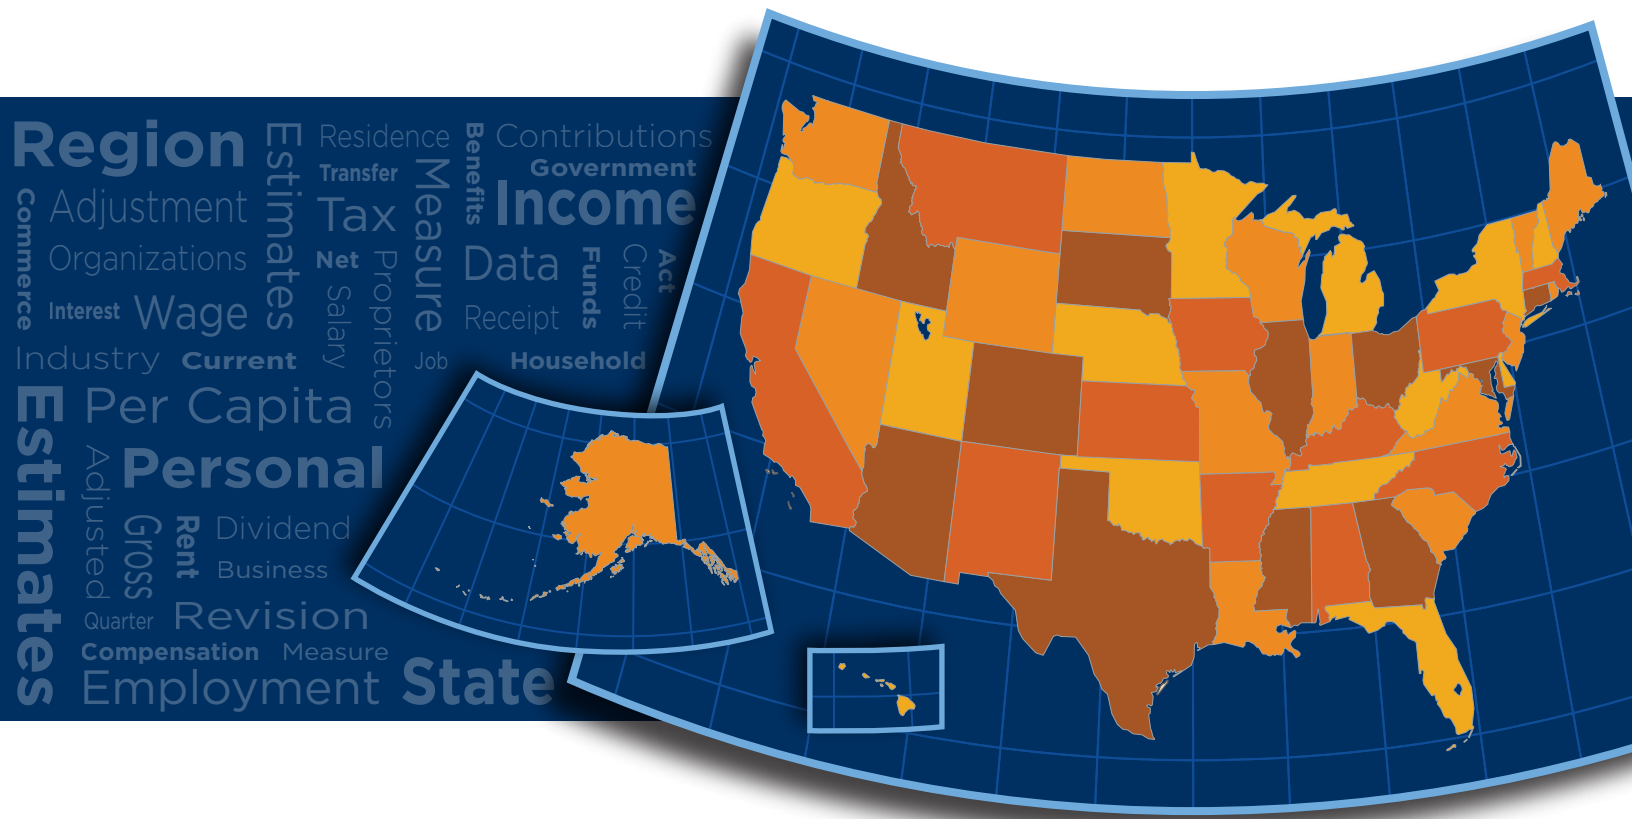 Region
Estimates
Residence
Benefits
Contributions
Transfer
Measure
Government
Commerce
Adjustment
Tax
Income
Organizations
Net
Proprietors
Data
Funds
Credit
Act
Interest
Wage
Salary
Receipt
Industry
Current
Job
Household
Estimates
Per Capita
Adjusted
Personal
Gross
Rent
Dividend
Business
Quarter
Revision
Compensation
Measure
Employment
State